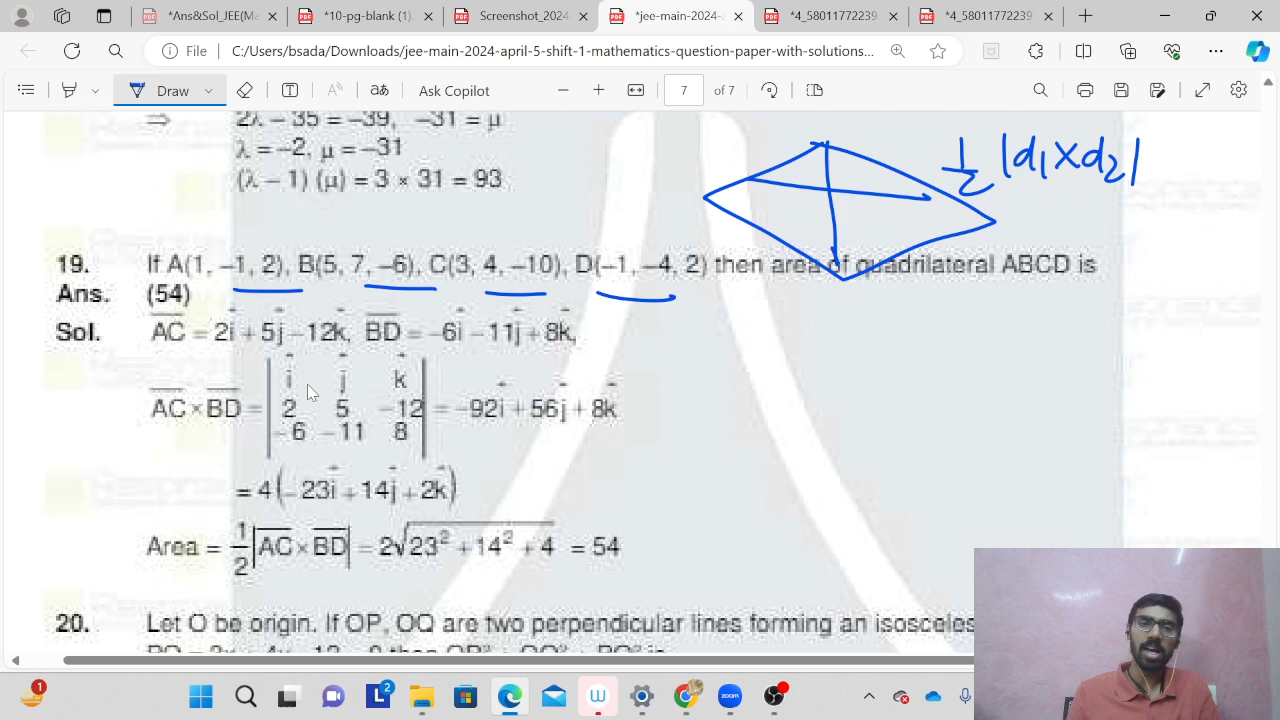 *Ans&Sol_JEE(Ma
*10-pg-blank (1).
Screenshot_2024
*jee-main-2024-a
*4_58011772239
*4_58011772239
File
C:/Users/bsada/Downloads/jee-main-2024-april-5-shift-1-mathematics-question-paper-with-solutions...
Draw
Ask Copilot
7 of 7
⇒ 2λ – 35 = –39, –31 = μ
λ = –2, μ = –31
(λ – 1) (μ) = 3 × 31 = 93
1/2 |d1 × d2|
19. If A(1, –1, 2), B(5, 7, –6), C(3, 4, –10), D(–1, –4, 2) then area of quadrilateral ABCD is
Ans. (54)
Sol. AC = 2i + 5j – 12k, BD = –6i – 11j + 8k,
i j k
AC × BD = 2 5 –12 = –92i + 56j + 8k
–6 –11 8
= 4(–23i + 14j + 2k)
Area = 1/2 |AC × BD| = 2√(23² + 14² + 4) = 54
20. Let O be origin. If OP, OQ are two perpendicular lines forming an isosceles
1
2
zoom